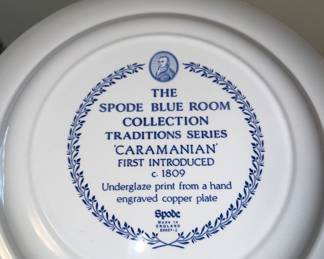 THE
SPODE BLUE ROOM
COLLECTION
TRADITIONS SERIES
'CARAMANIAN'
FIRST INTRODUCED
c. 1809
Underglaze print from a hand
engraved copper plate
Spode
MADE IN
ENGLAND